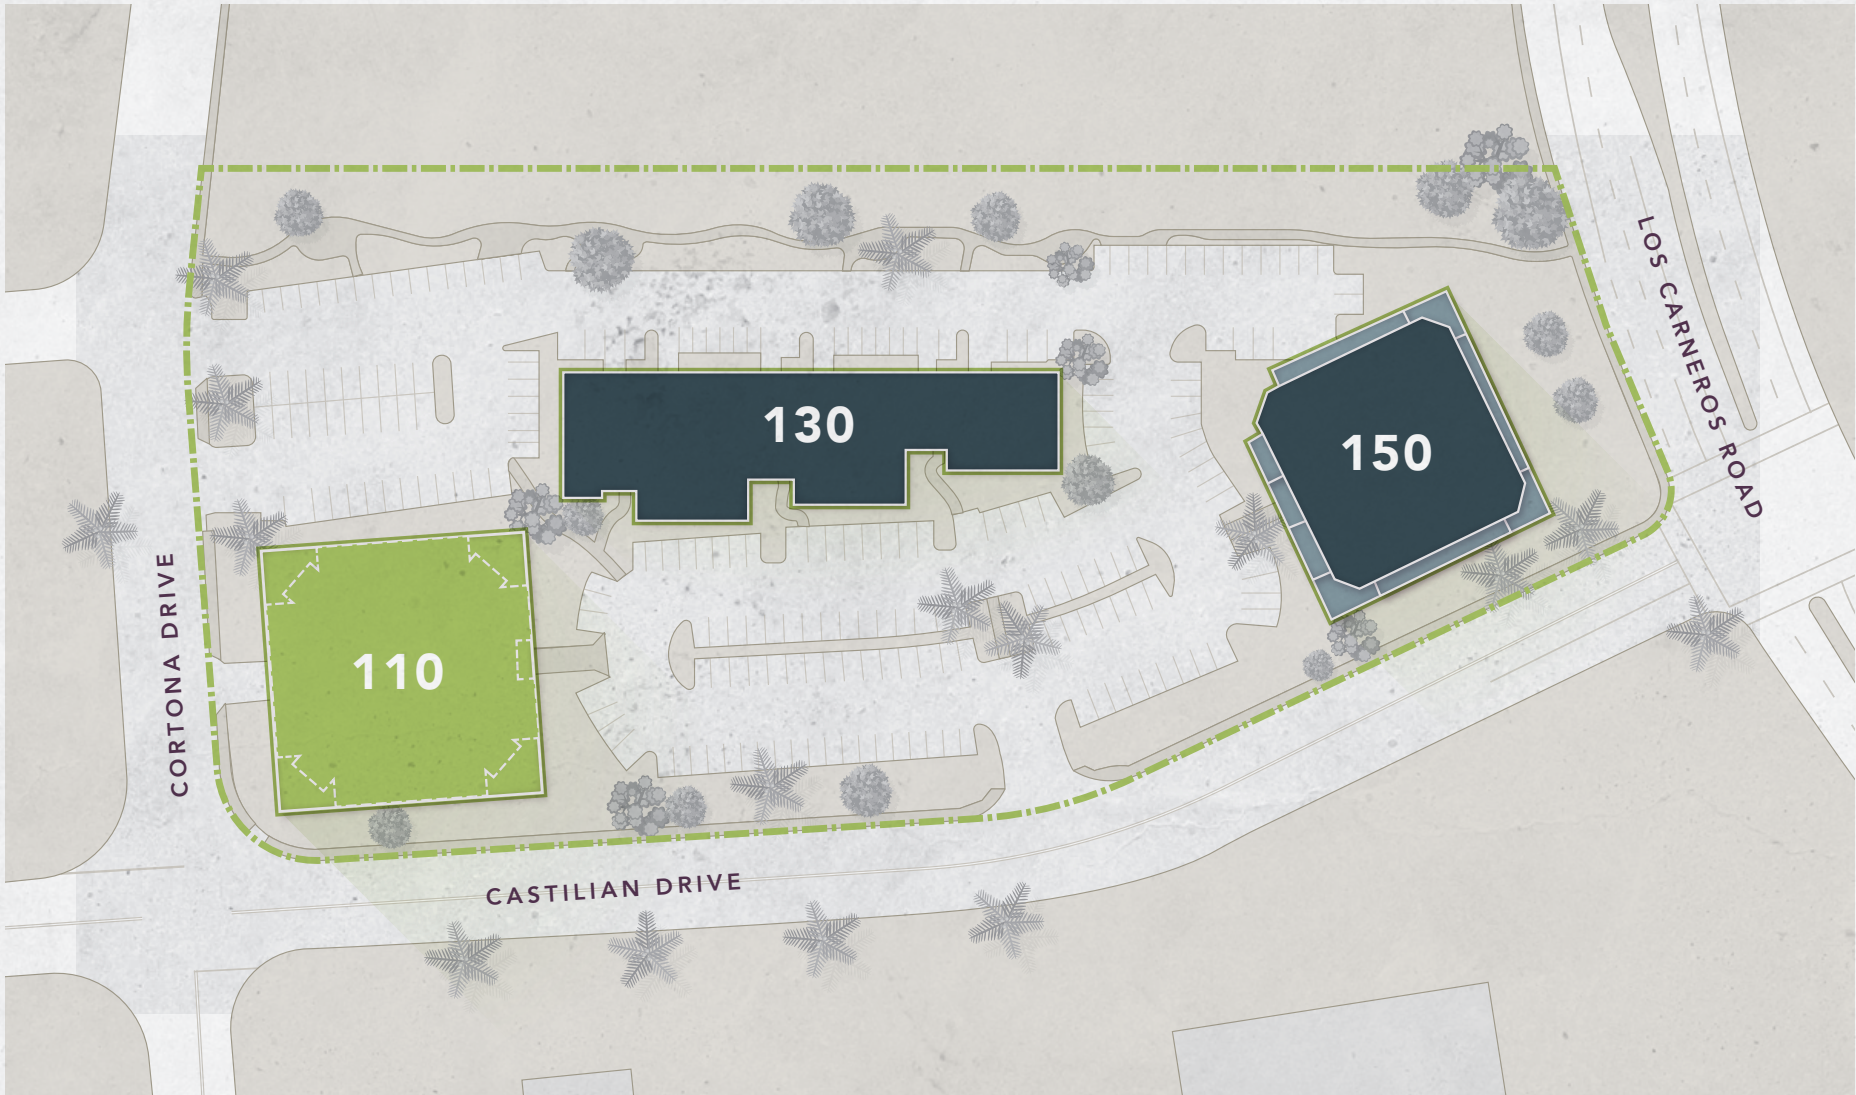 130
150
110
LOS CARNEROS ROAD
CORTONA DRIVE
CASTILIAN DRIVE